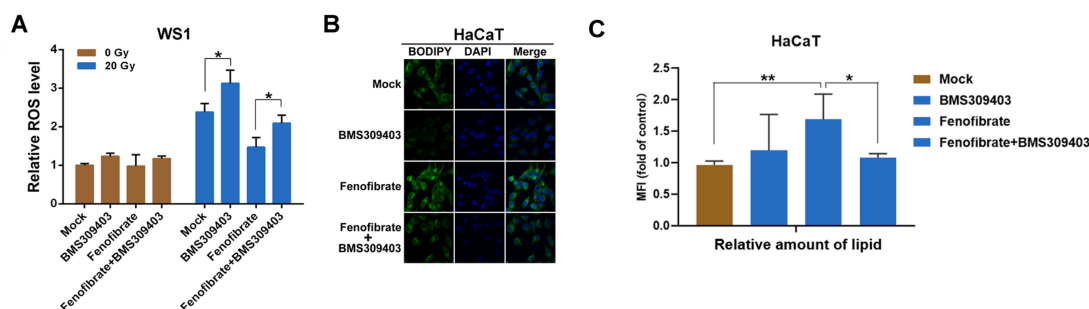 A
WS1
0 Gy
20 Gy
Relative ROS level
4
3
2
1
0
*
*
Mock
BMS309403
Fenofibrate
Fenofibrate+BMS309403
Mock
BMS309403
Fenofibrate
Fenofibrate+BMS309403
B
HaCaT
BODIPY DAPI Merge
Mock
BMS309403
Fenofibrate
Fenofibrate
+
BMS309403
C
HaCaT
MFI (fold of control)
2.5
2.0
1.5
1.0
0.5
0.0
**
*
Relative amount of lipid
Mock
BMS309403
Fenofibrate
Fenofibrate+BMS309403